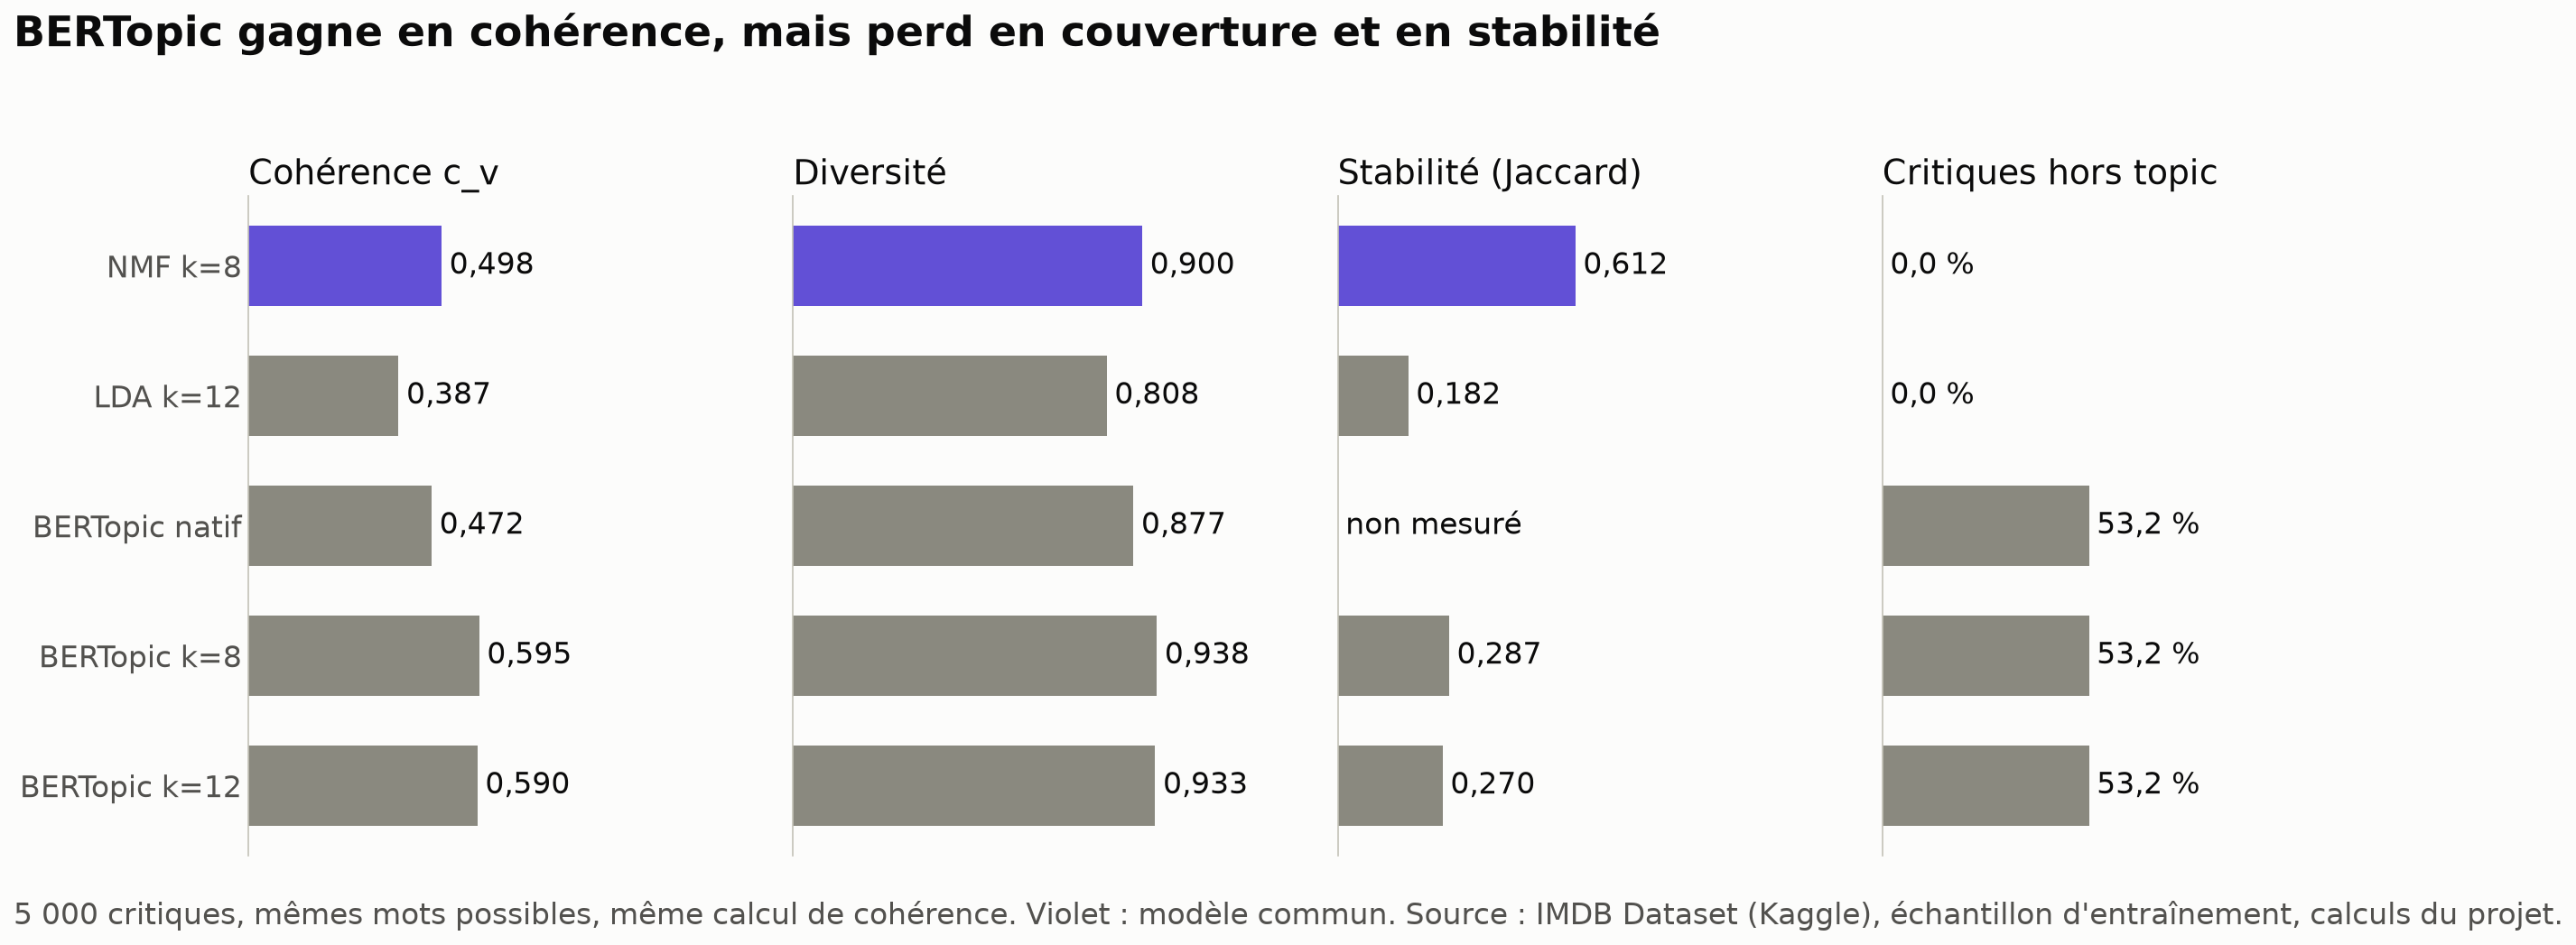 BERTopic gagne en cohérence, mais perd en couverture et en stabilité
Cohérence c_v Diversité Stabilité (Jaccard) Critiques hors topic
NMF k=8 0,498 0,900 0,612 0,0 %
LDA k=12 0,387 0,808 0,182 0,0 %
BERTopic natif 0,472 0,877 non mesuré 53,2 %
BERTopic k=8 0,595 0,938 0,287 53,2 %
BERTopic k=12 0,590 0,933 0,270 53,2 %
5 000 critiques, mêmes mots possibles, même calcul de cohérence. Violet : modèle commun. Source : IMDB Dataset (Kaggle), échantillon d'entraînement, calculs du projet.